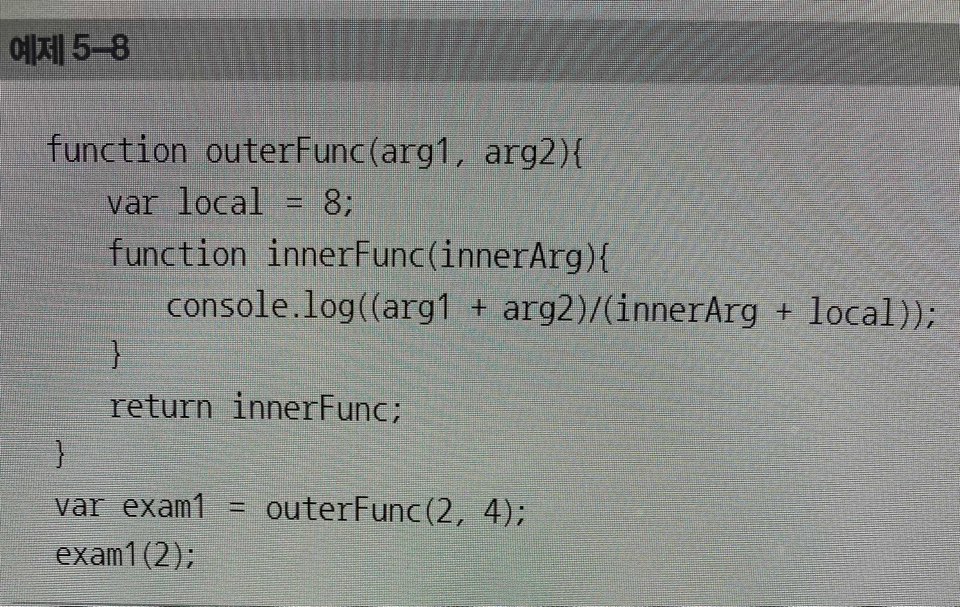 예제 5–8
function outerFunc(arg1, arg2){
var local = 8;
function innerFunc(innerArg){
console.log((arg1 + arg2)/(innerArg + local));
}
return innerFunc;
}
var exam1 = outerFunc(2, 4);
exam1(2);